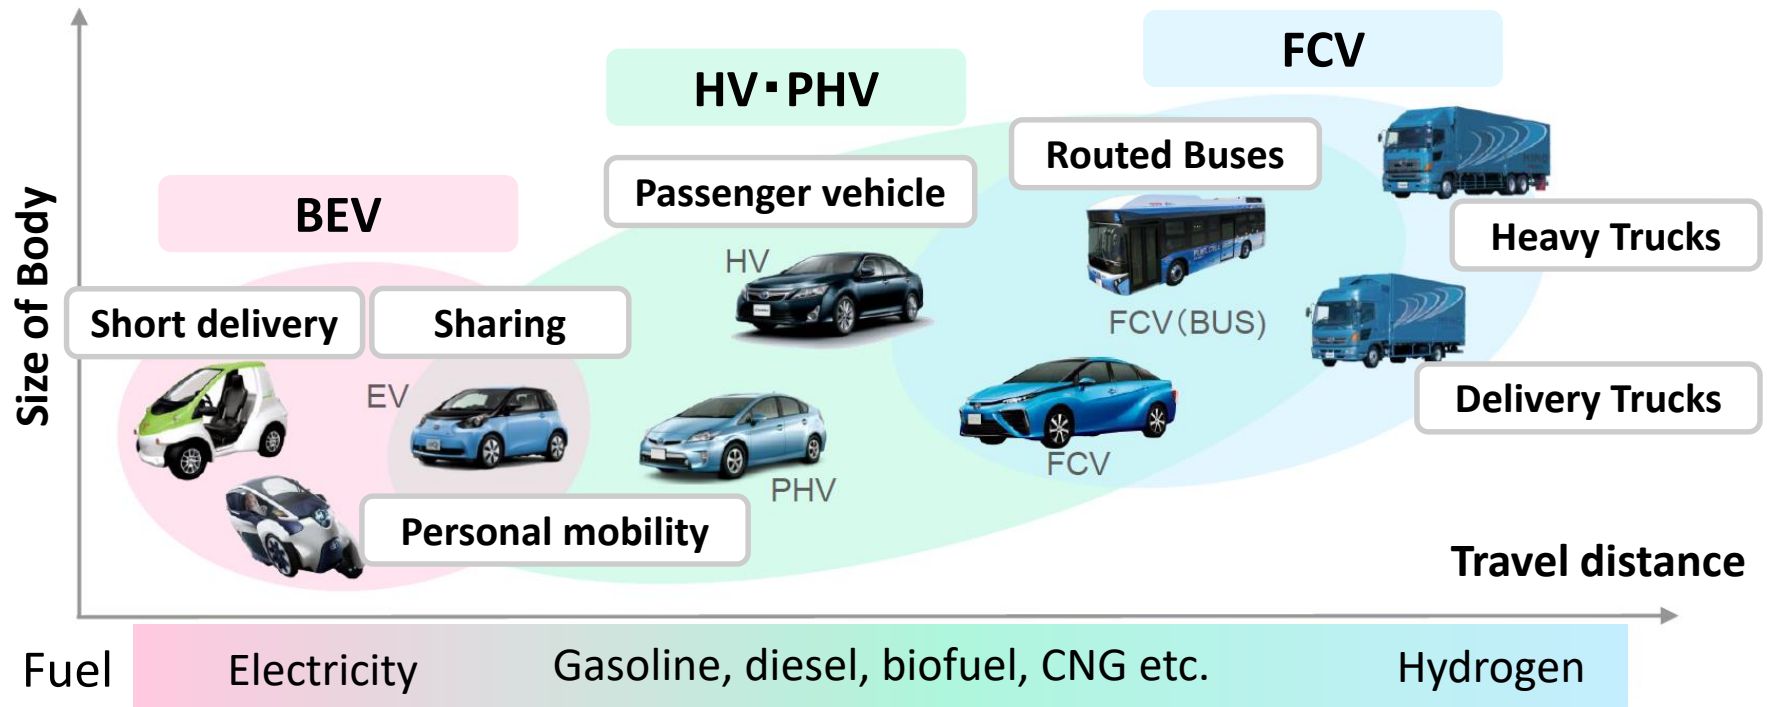 FCV
HV・PHV
BEV
Routed Buses
Passenger vehicle
Heavy Trucks
HV
Short delivery
Sharing
FCV(BUS)
EV
Delivery Trucks
FCV
PHV
Personal mobility
Size of Body
Travel distance
Fuel
Electricity
Gasoline, diesel, biofuel, CNG etc.
Hydrogen